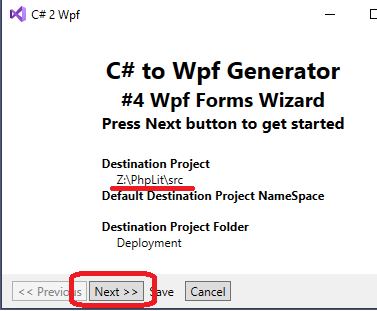 C# 2 Wpf
C# to Wpf Generator
#4 Wpf Forms Wizard
Press Next button to get started
Destination Project
Z:\PhpLit\src
Default Destination Project NameSpace
Destination Project Folder
Deployment
<< Previous Next >> Save Cancel